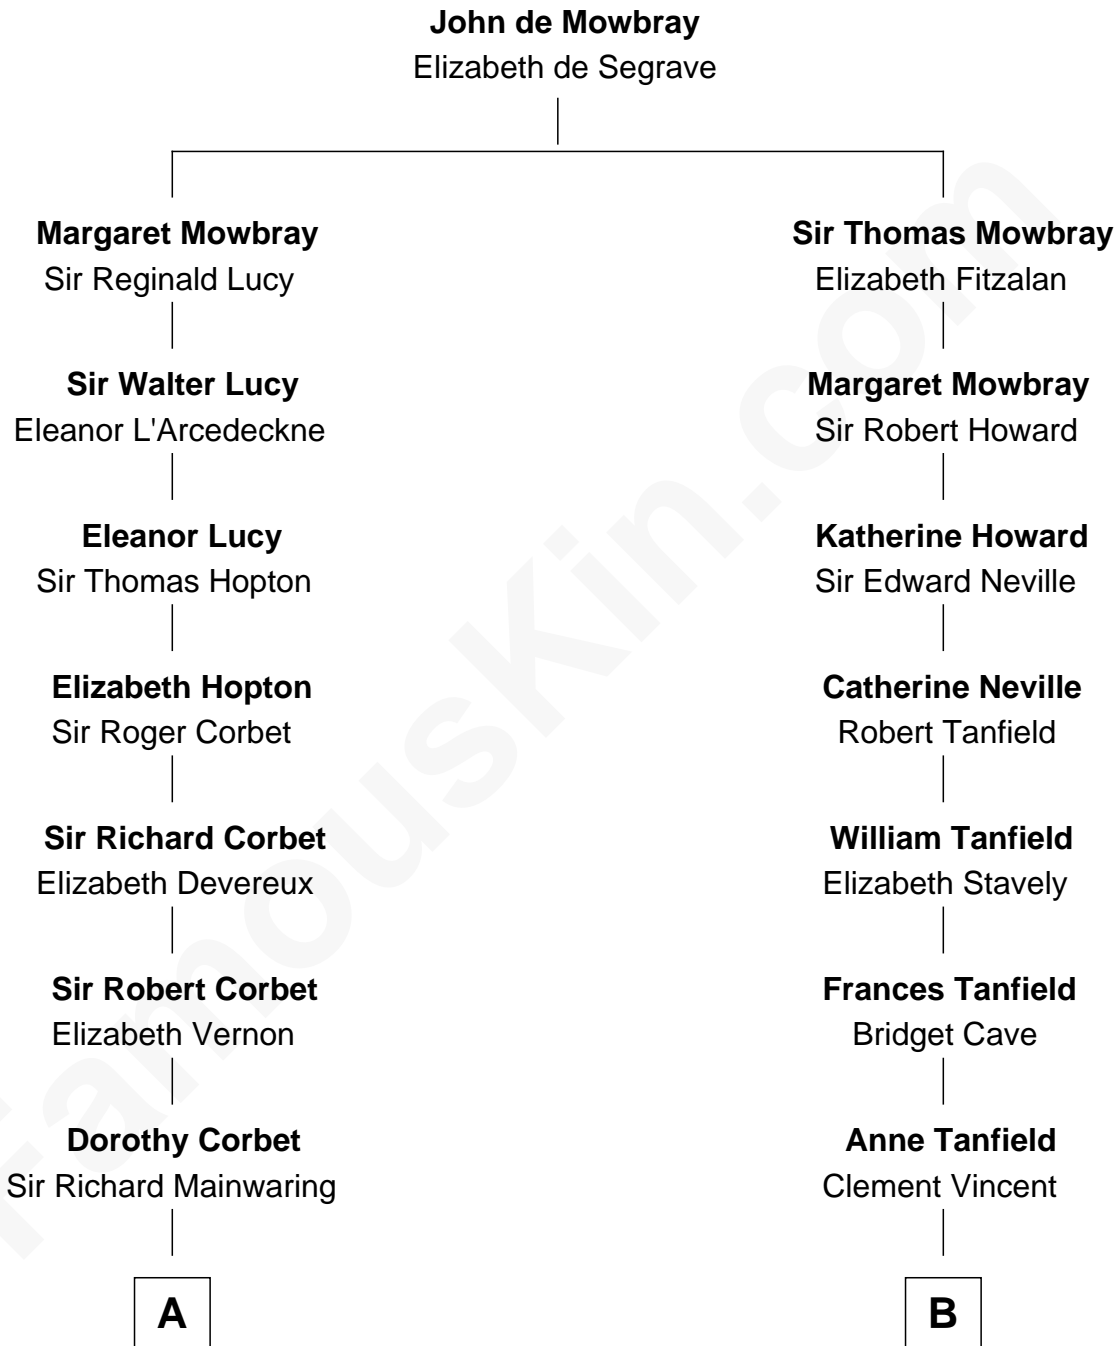 John de Mowbray
Elizabeth de Segrave
Margaret Mowbray
Sir Reginald Lucy
Sir Thomas Mowbray
Elizabeth Fitzalan
Sir Walter Lucy
Eleanor L'Arcedeckne
Margaret Mowbray
Sir Robert Howard
Eleanor Lucy
Sir Thomas Hopton
Katherine Howard
Sir Edward Neville
Elizabeth Hopton
Sir Roger Corbet
Catherine Neville
Robert Tanfield
Sir Richard Corbet
Elizabeth Devereux
William Tanfield
Elizabeth Stavely
Sir Robert Corbet
Elizabeth Vernon
Frances Tanfield
Bridget Cave
Dorothy Corbet
Sir Richard Mainwaring
Anne Tanfield
Clement Vincent
A
B
FamousKin.com